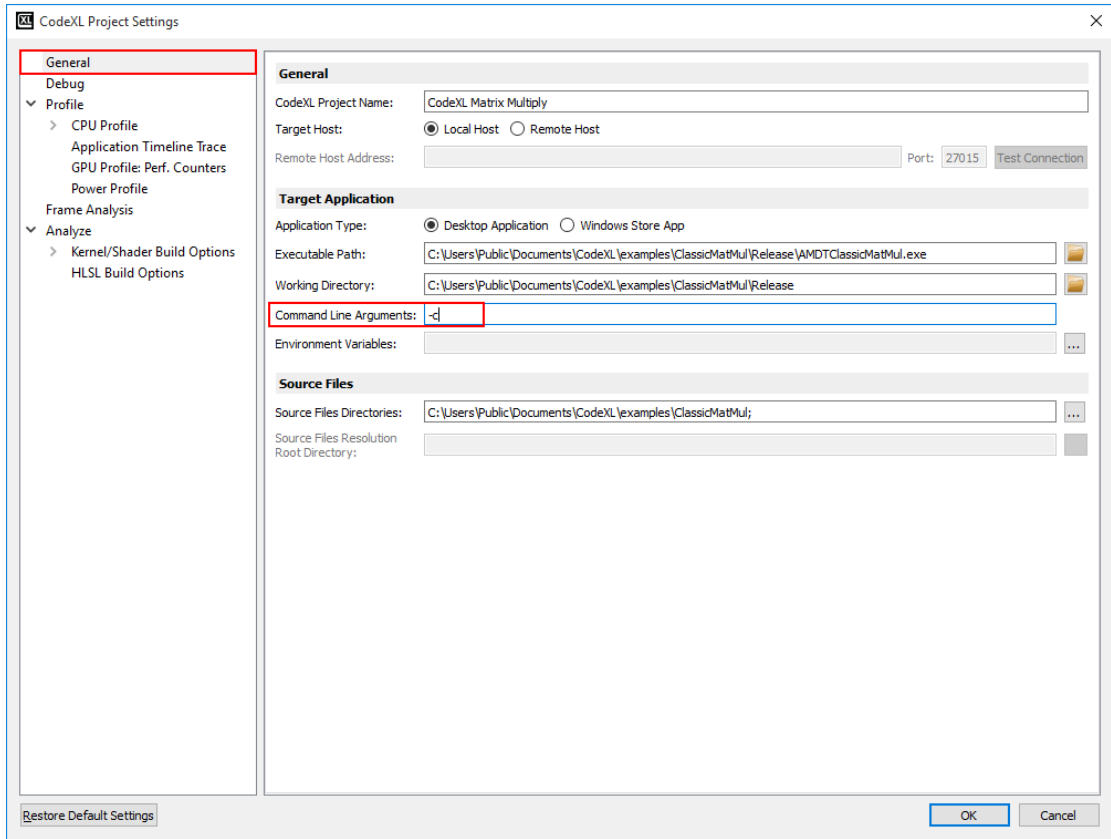 CodeXL Project Settings
General
Debug
Profile
CPU Profile
Application Timeline Trace
GPU Profile: Perf. Counters
Power Profile
Frame Analysis
Analyze
Kernel/Shader Build Options
HLSL Build Options
General
CodeXL Project Name: CodeXL Matrix Multiply
Target Host: Local Host Remote Host
Remote Host Address: Port: 27015 Test Connection
Target Application
Application Type: Desktop Application Windows Store App
Executable Path: C:\Users\Public\Documents\CodeXL\examples\ClassicMatMul\Release\AMDTClassicMatMul.exe
Working Directory: C:\Users\Public\Documents\CodeXL\examples\ClassicMatMul\Release
Command Line Arguments: -c
Environment Variables: ...
Source Files
Source Files Directories: C:\Users\Public\Documents\CodeXL\examples\ClassicMatMul; ...
Source Files Resolution
Root Directory:
Restore Default Settings OK Cancel